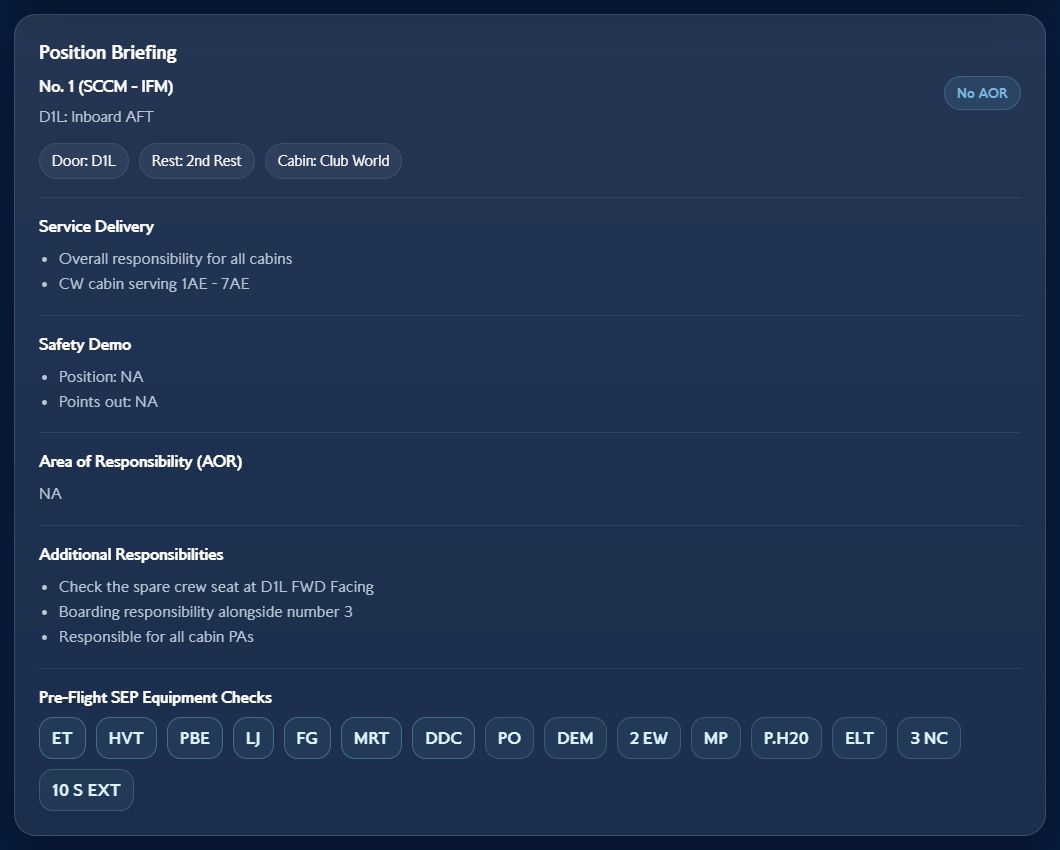 Position Briefing
No. 1 (SCCM - IFM)
No AOR
D1L: Inboard AFT
Door: D1L
Rest: 2nd Rest
Cabin: Club World
Service Delivery
• Overall responsibility for all cabins
• CW cabin serving 1AE - 7AE
Safety Demo
• Position: NA
• Points out: NA
Area of Responsibility (AOR)
NA
Additional Responsibilities
• Check the spare crew seat at D1L FWD Facing
• Boarding responsibility alongside number 3
• Responsible for all cabin PAs
Pre-Flight SEP Equipment Checks
ET HVT PBE LJ FG MRT DDC PO DEM 2 EW MP P.H20 ELT 3 NC
10 S EXT